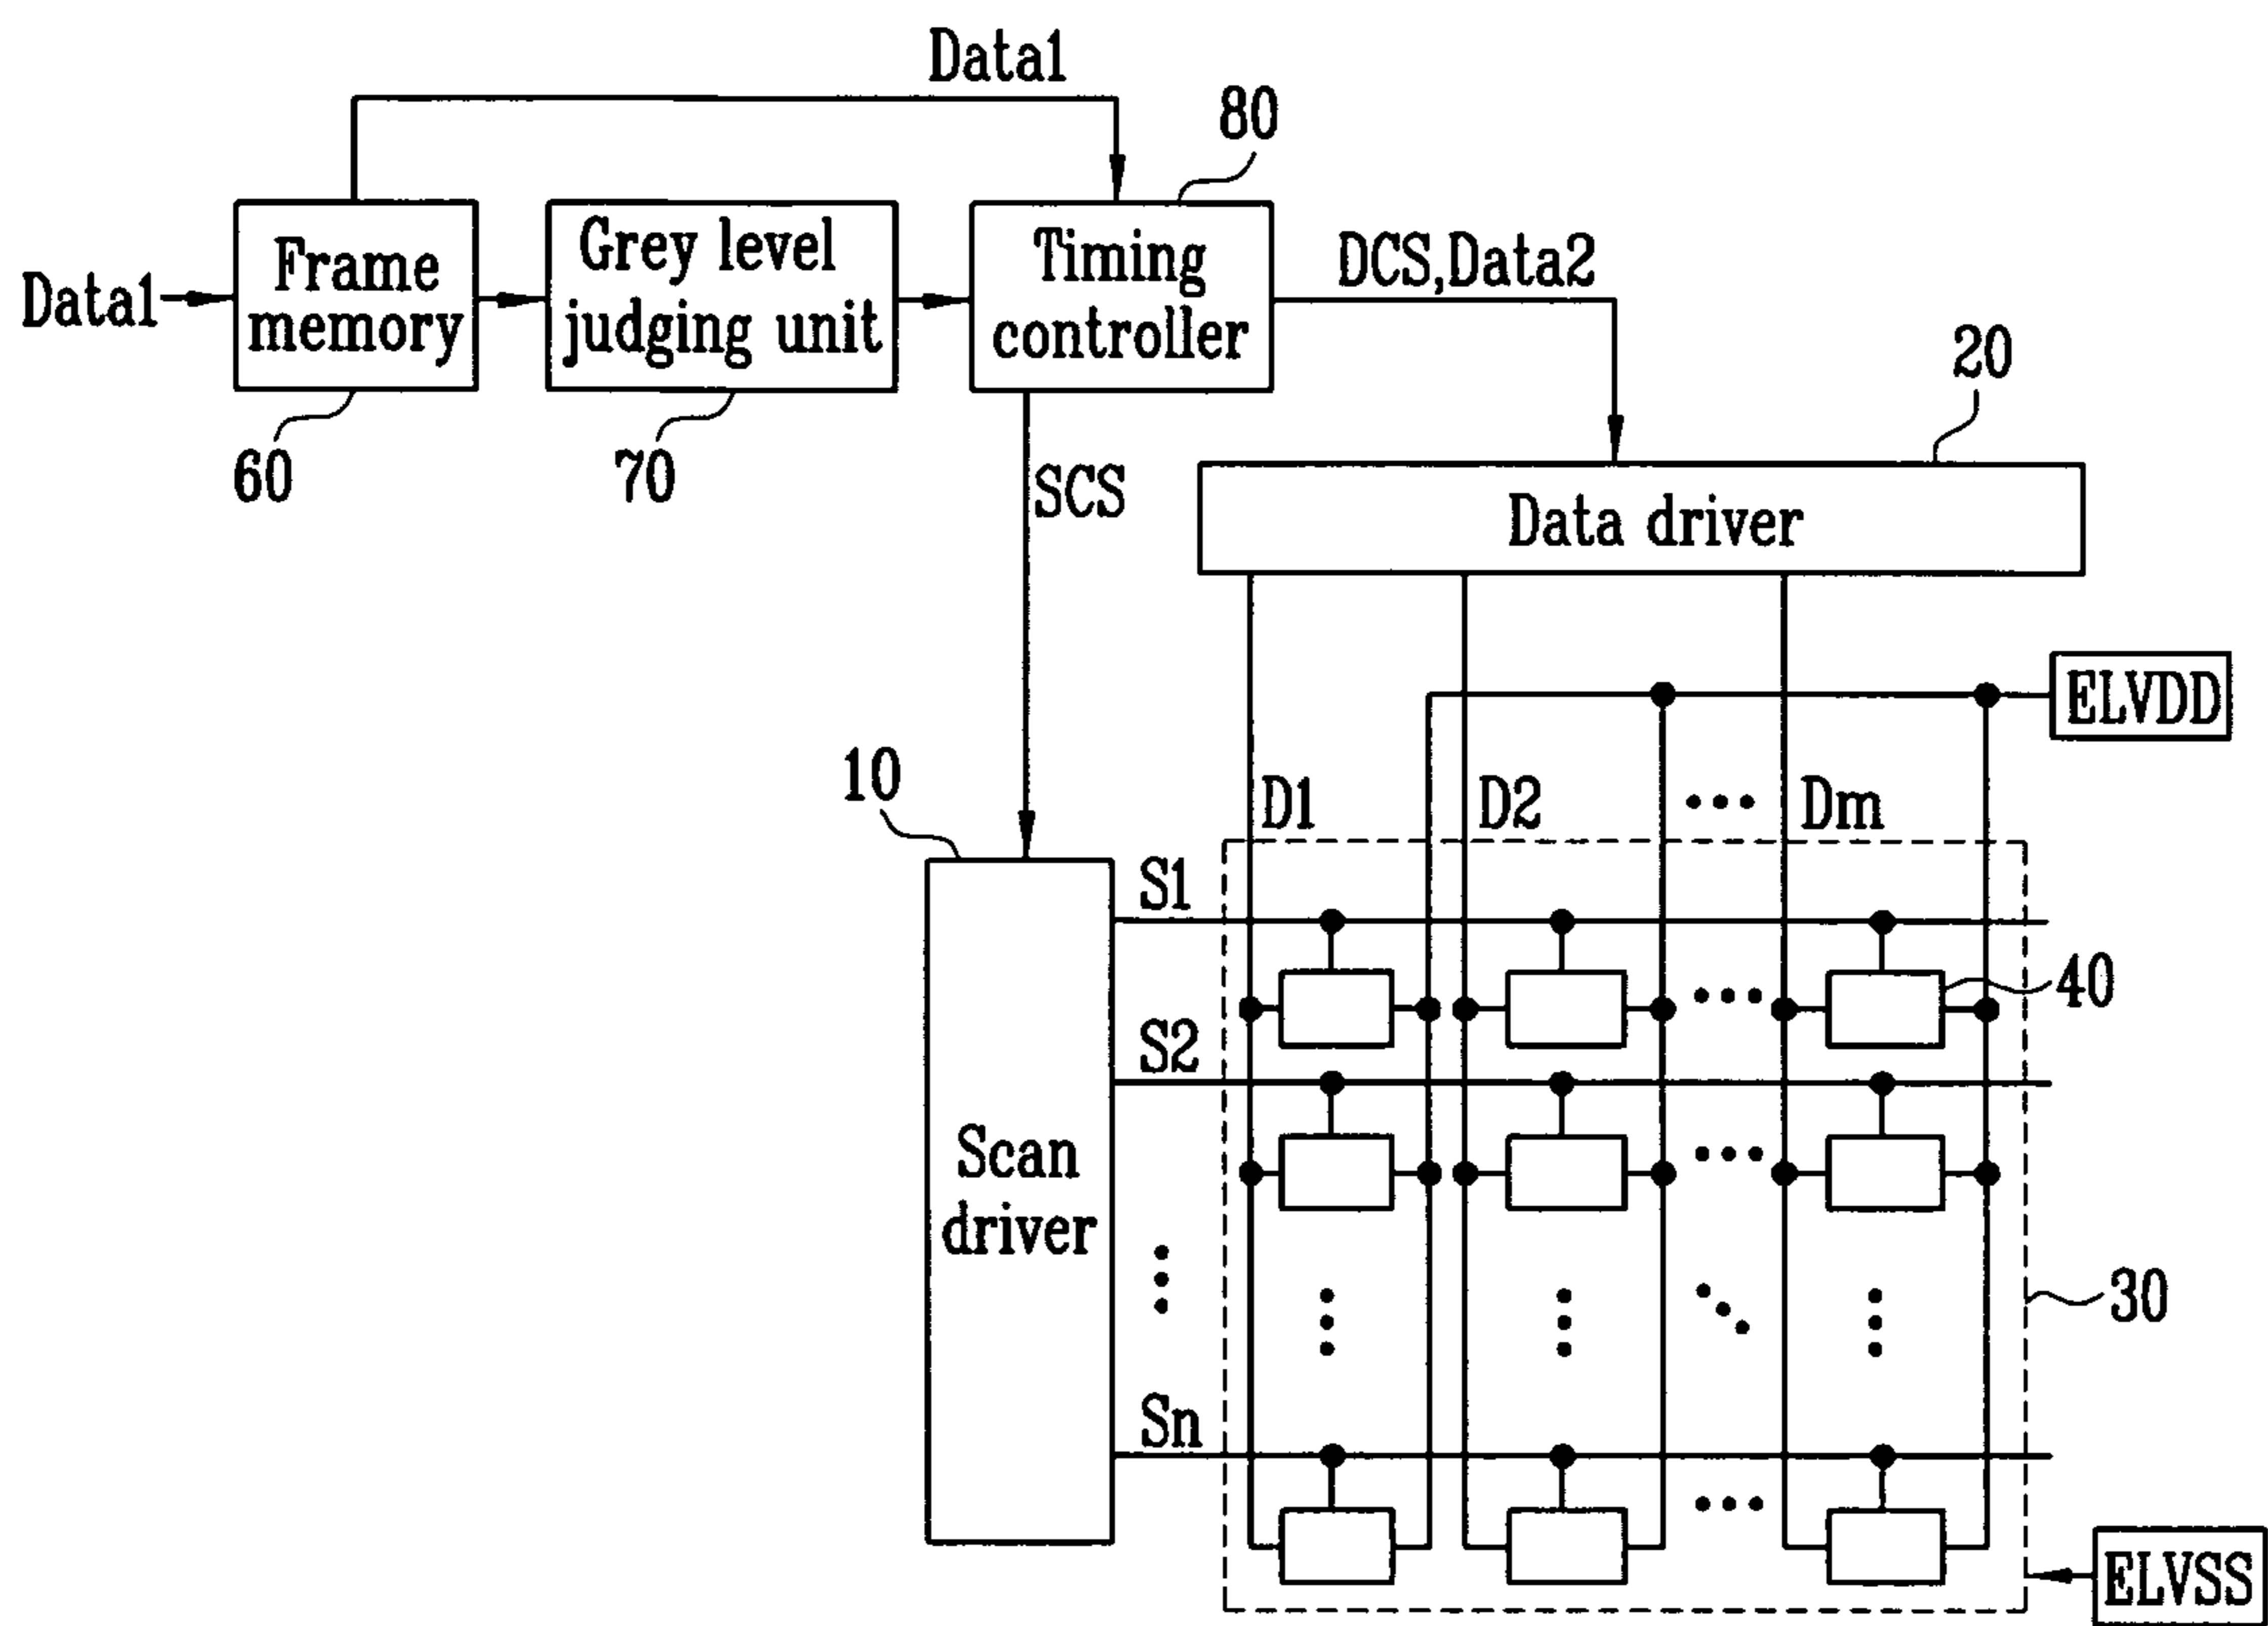 Data1
80
Data1
Frame
memory
Grey level
judging unit
Timing
controller
DCS,Data2
60
70
SCS
20
Data driver
ELVDD
10
D1
D2
Dm
S1
40
S2
Scan
driver
30
Sn
ELVSS